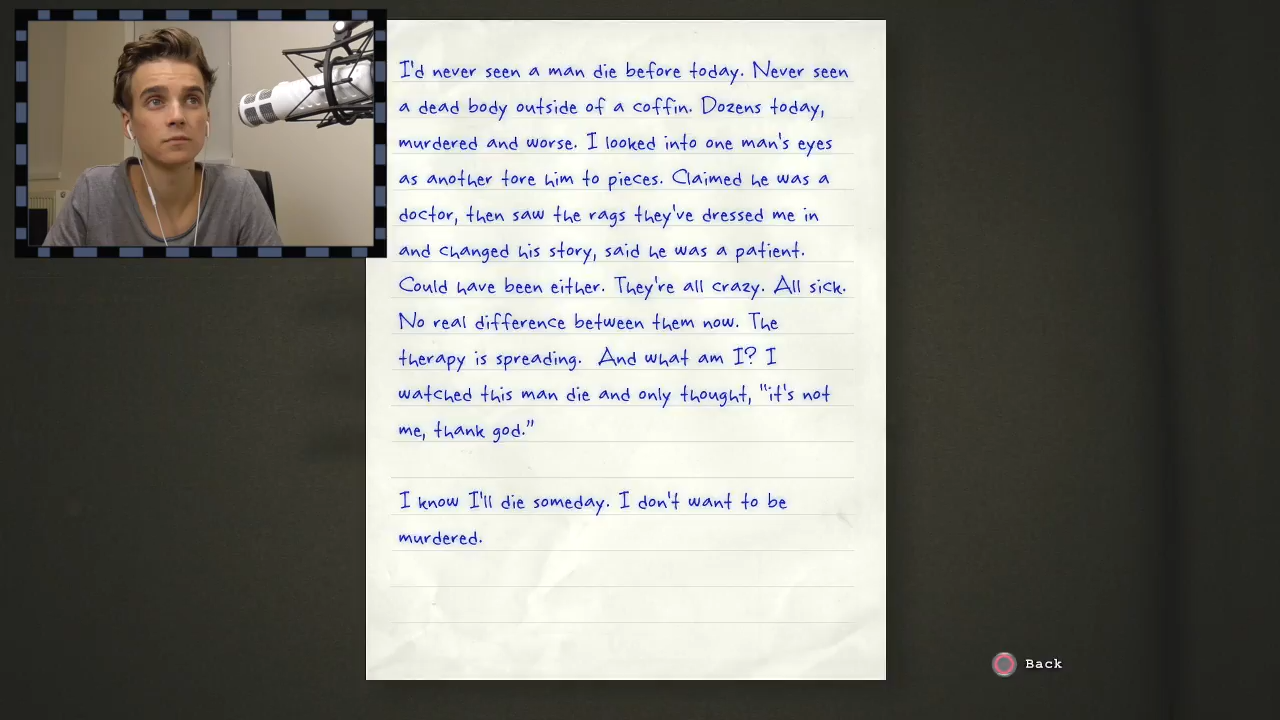 I'd never seen a man die before today. Never seen
a dead body outside of a coffin. Dozens today,
murdered and worse. I looked into one man's eyes
as another tore him to pieces. Claimed he was a
doctor, then saw the rags they've dressed me in
and changed his story, said he was a patient.
Could have been either. They're all crazy. All sick.
No real difference between them now. The
therapy is spreading.  And what am I? I
watched this man die and only thought, "it's not
me, thank god."
I know I'll die someday. I don't want to be
murdered.
Back